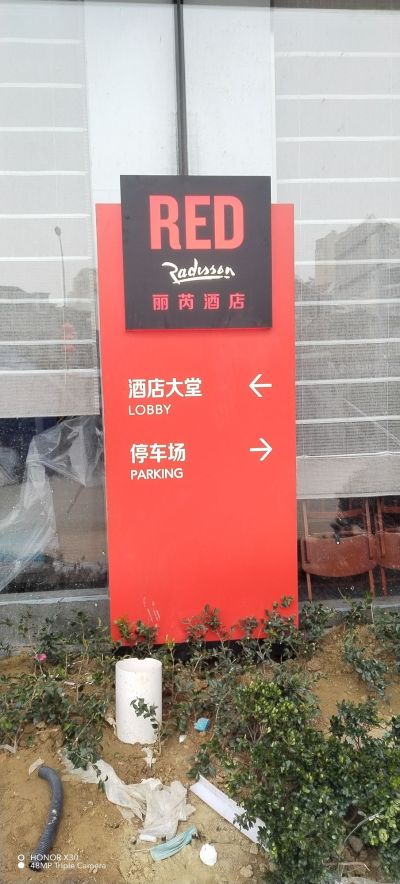 RED
Radisson
丽芮酒店
酒店大堂 ←
LOBBY
停车场 →
PARKING
HONOR X30
48MP Triple Camera